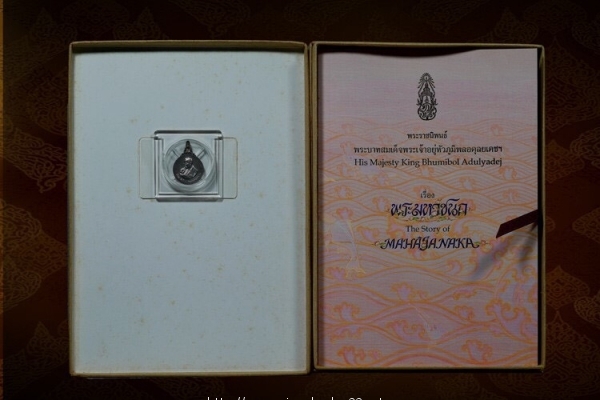 พระราชนิพนธ์
พระบาทสมเด็จพระเจ้าอยู่หัวภูมิพลอดุลยเดชฯ
His Majesty King Bhumibol Adulyadej
เรื่อง
พระมหาชนก
The Story of
MAHAJANAKA